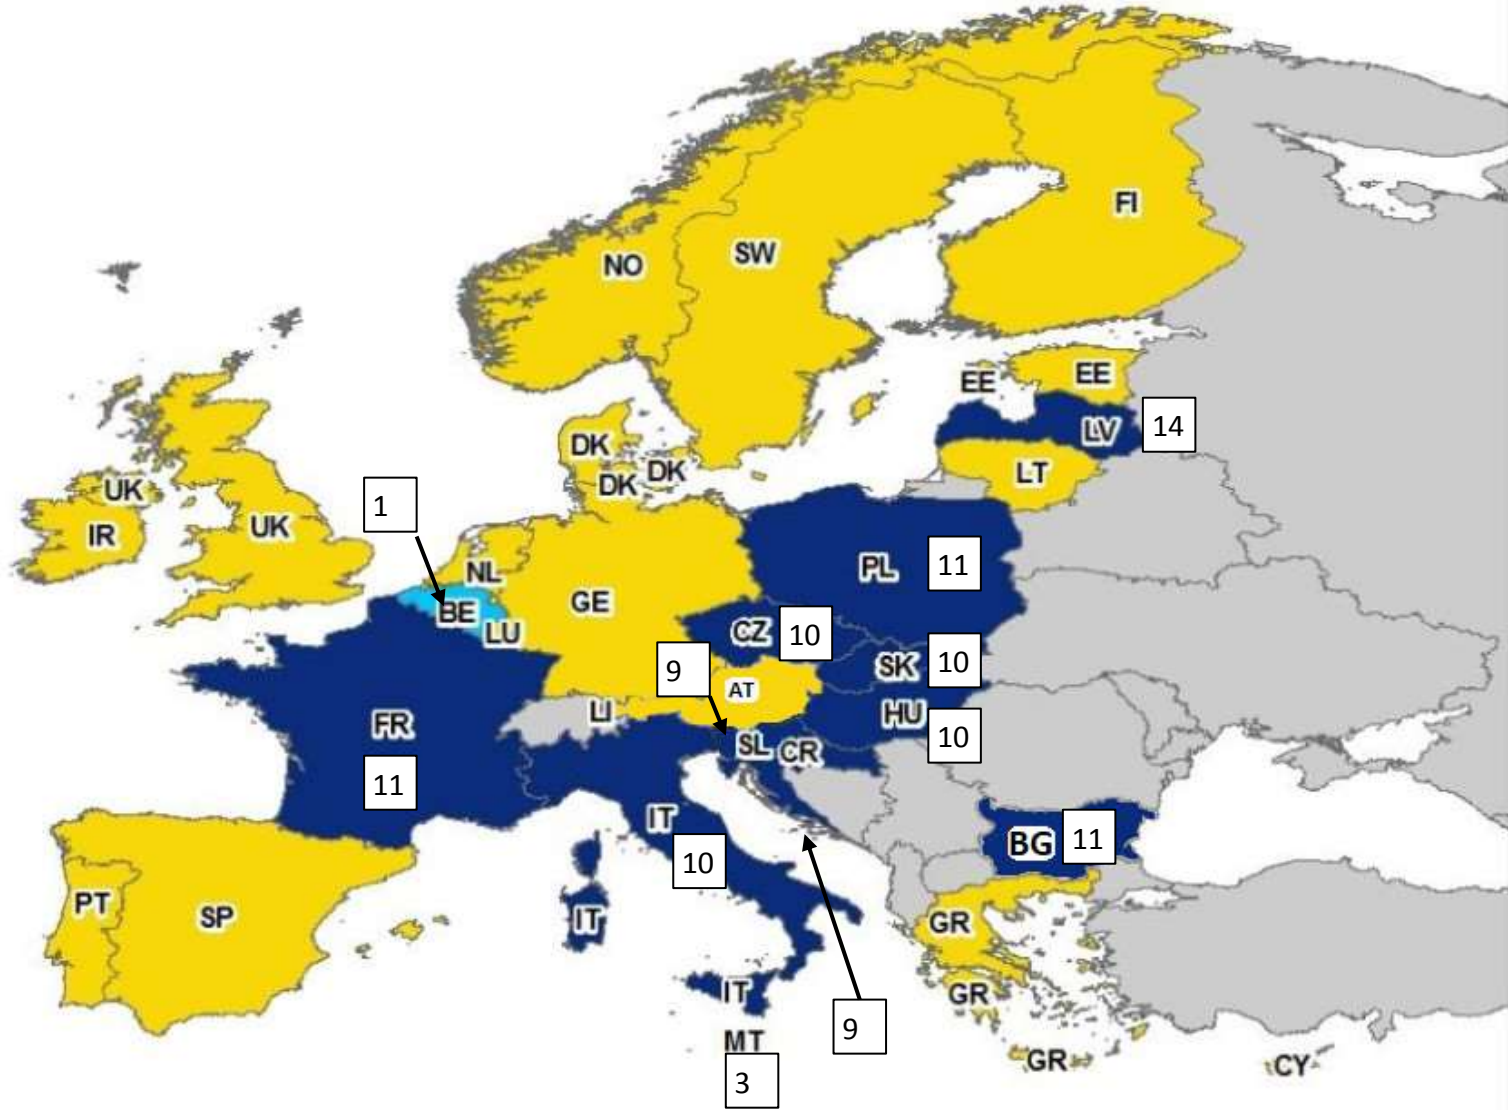 FI
NO
SW
EE
EE
LV
14
LT
DK
DK
DK
UK
IR
UK
1
NL
BE
LU
GE
PL
11
CZ
10
SK
10
9
AT
LI
HU
10
FR
11
SL
CR
IT
10
BG
11
PT
SP
IT
GR
IT
GR
9
MT
3
GR
CY